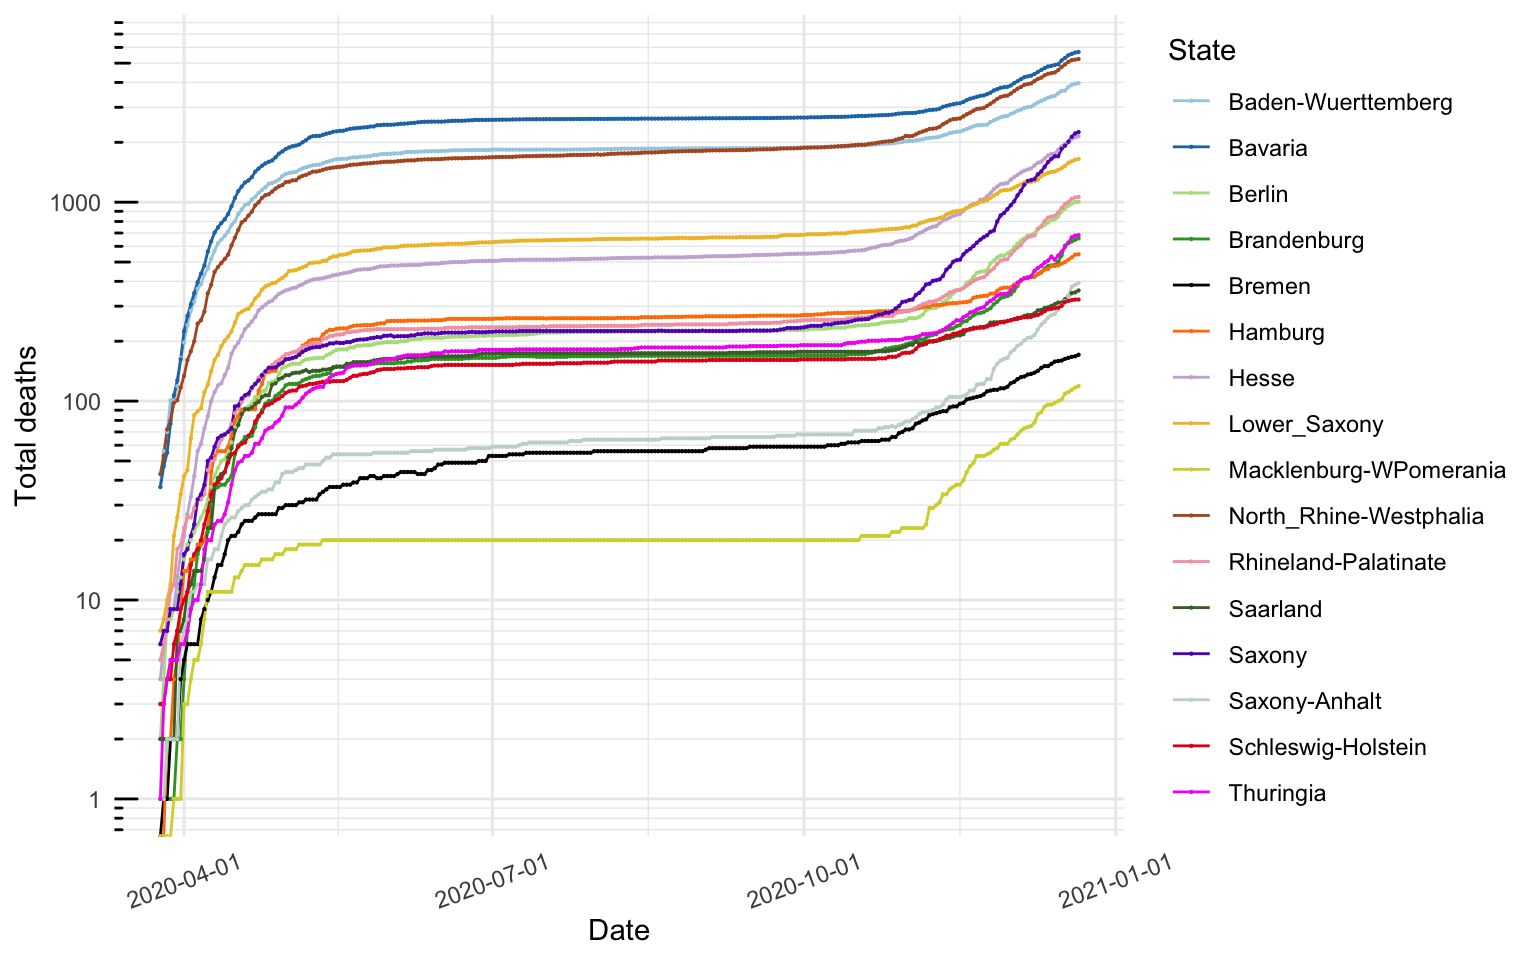 Total deaths
1000
100
10
1
2020-04-01
2020-07-01
2020-10-01
2021-01-01
Date
State
Baden-Wuerttemberg
Bavaria
Berlin
Brandenburg
Bremen
Hamburg
Hesse
Lower_Saxony
Macklenburg-WPomerania
North_Rhine-Westphalia
Rhineland-Palatinate
Saarland
Saxony
Saxony-Anhalt
Schleswig-Holstein
Thuringia